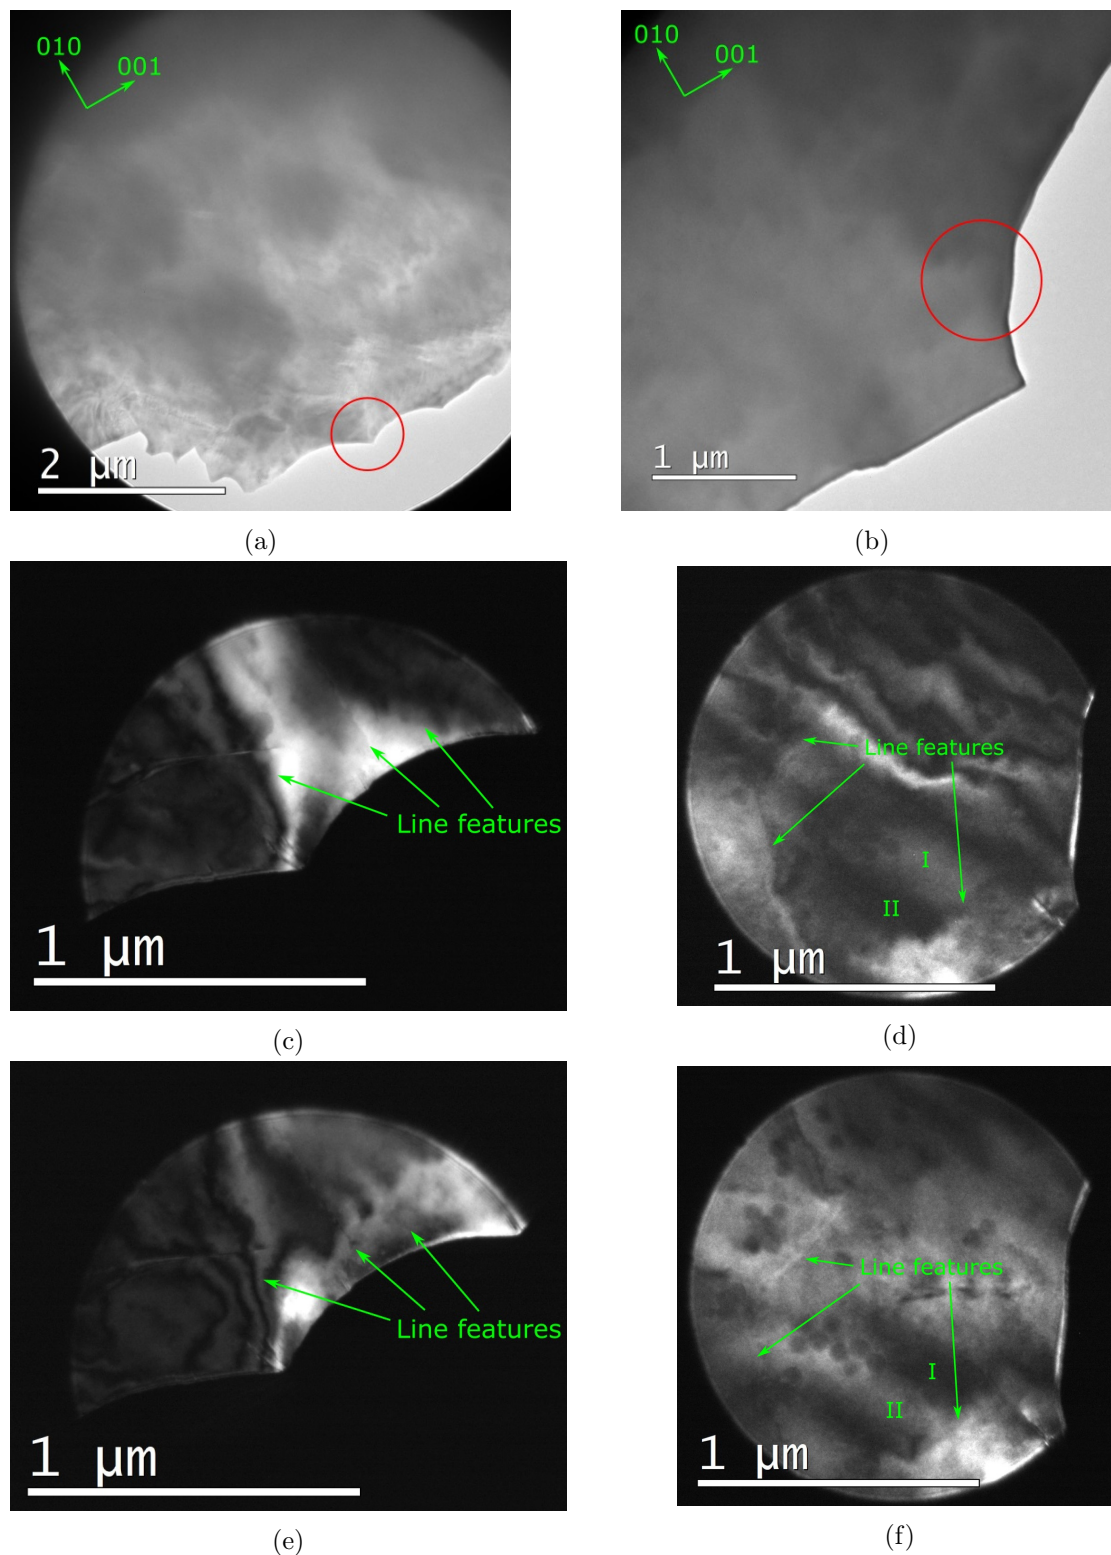 010
001
2 µm
(a)
010
001
1 µm
(b)
Line features
1 µm
(c)
Line features
I
II
1 µm
(d)
Line features
1 µm
(e)
Line features
I
II
1 µm
(f)